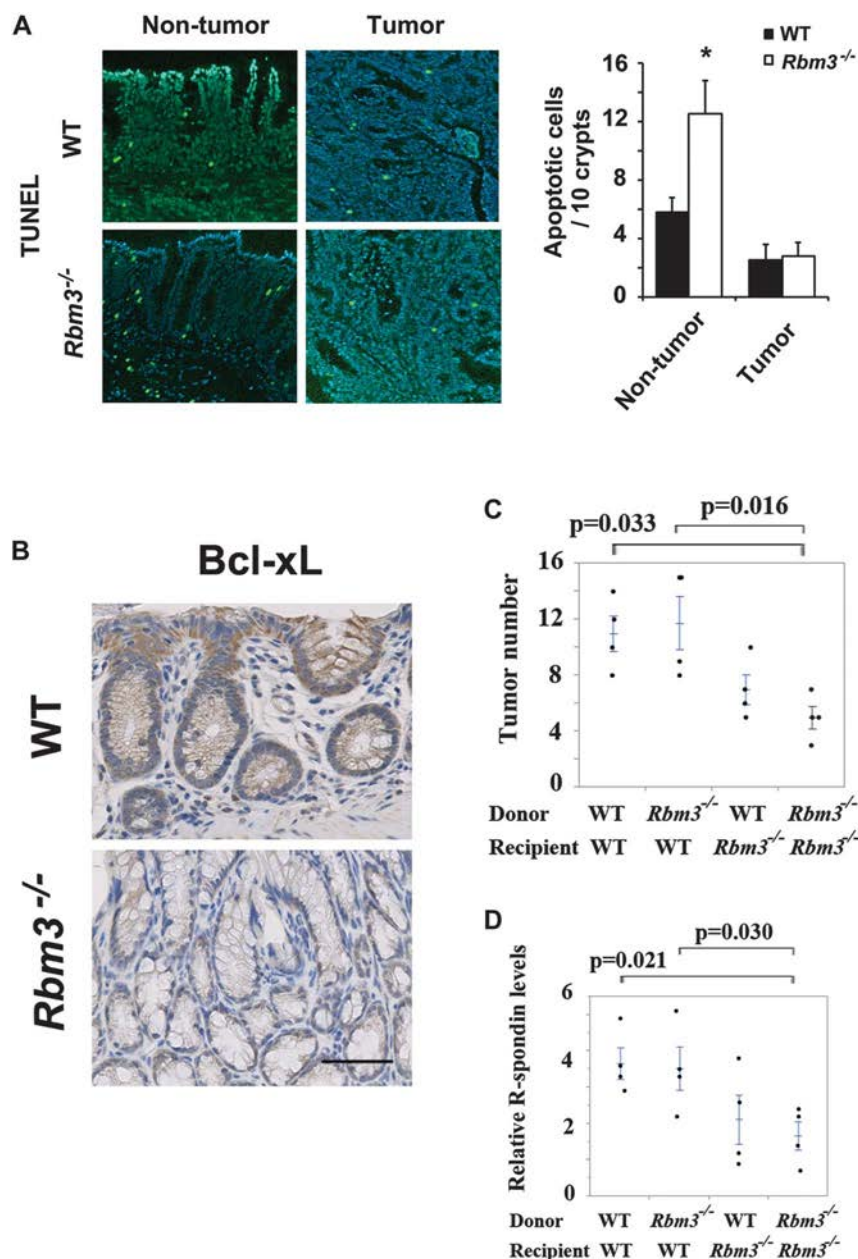 A
Non-tumor
Tumor
TUNEL
WT
Rbm3-/-
WT
Rbm3-/-
Apoptotic cells
/ 10 crypts
16
12
8
4
0
*
Non-tumor
Tumor
B
Bcl-xL
WT
Rbm3-/-
C
p=0.033
p=0.016
Tumor number
16
12
8
4
0
Donor WT Rbm3-/- WT Rbm3-/-
Recipient WT WT Rbm3-/- Rbm3-/-
D
p=0.030
p=0.021
Relative R-spondin levels
6
4
2
0
Donor WT Rbm3-/- WT Rbm3-/-
Recipient WT WT Rbm3-/- Rbm3-/-